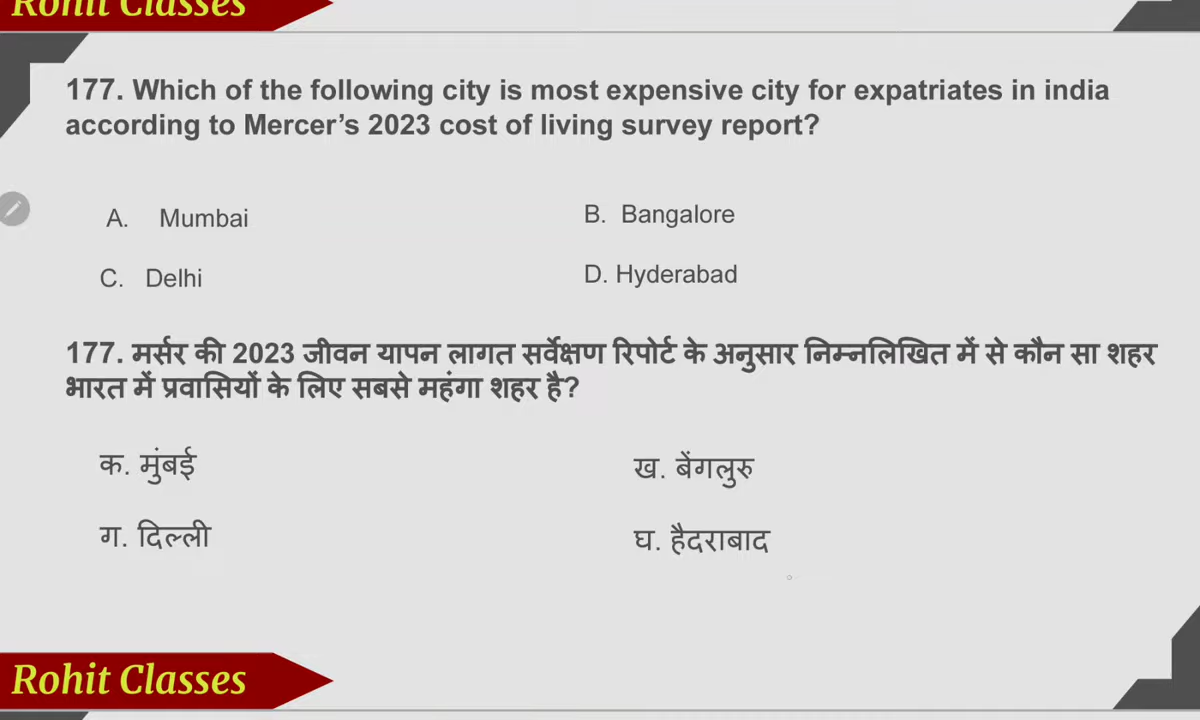 Rohit Classes
177. Which of the following city is most expensive city for expatriates in india
according to Mercer’s 2023 cost of living survey report?
A. Mumbai
B. Bangalore
C. Delhi
D. Hyderabad
177. मर्सर की 2023 जीवन यापन लागत सर्वेक्षण रिपोर्ट के अनुसार निम्नलिखित में से कौन सा शहर
भारत में प्रवासियों के लिए सबसे महंगा शहर है?
क. मुंबई
ख. बेंगलुरु
ग. दिल्ली
घ. हैदराबाद
Rohit Classes